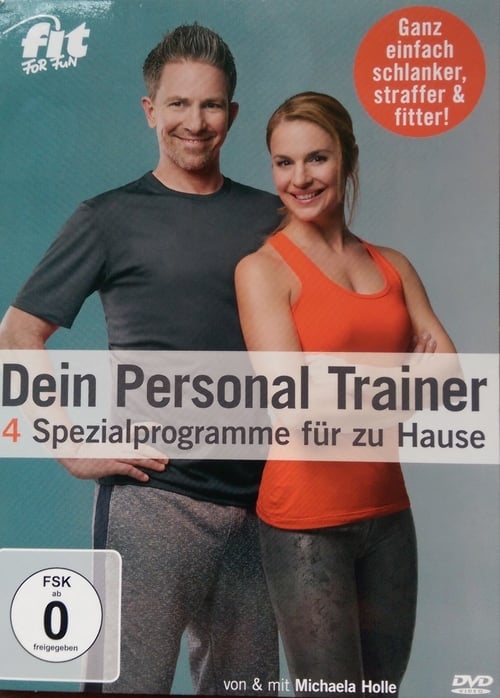 fit
FOR FUN
Ganz
einfach
schlanker,
straffer &
fitter!
Dein Personal Trainer
4 Spezialprogramme für zu Hause
FSK
ab
0
freigegeben
von & mit Michaela Holle
DVD
VIDEO